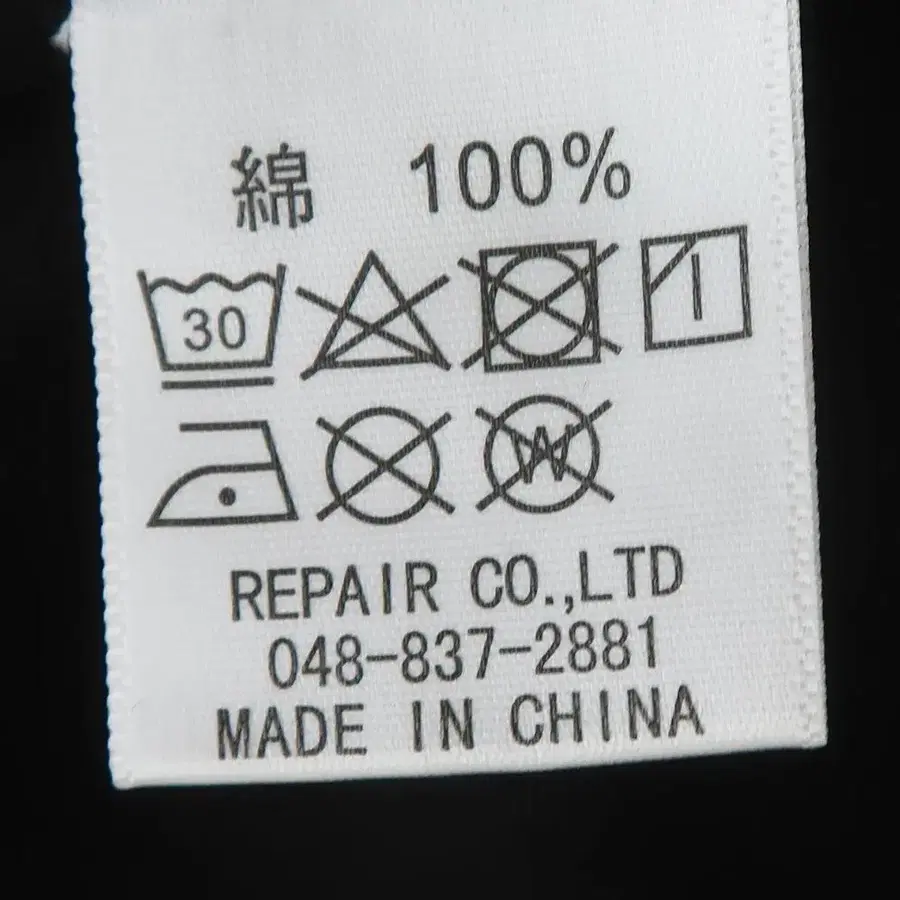 綿 100%
30
W
REPAIR CO.,LTD
048-837-2881
MADE IN CHINA